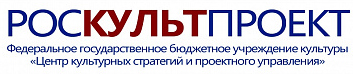 РОСКУЛЬТПРОЕКТ
Федеральное государственное бюджетное учреждение культуры
«Центр культурных стратегий и проектного управления»